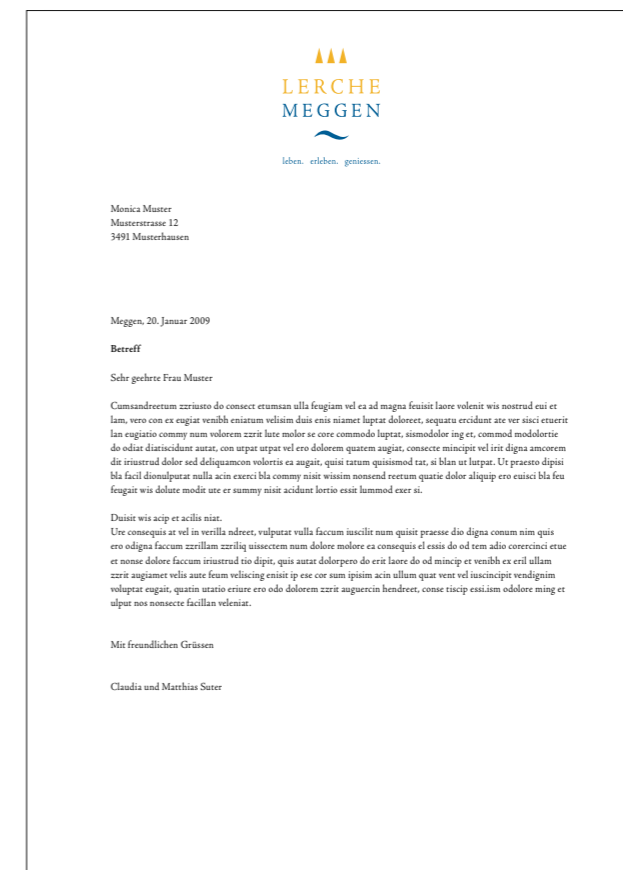 LERCHE
MEGGEN
leben. erleben. geniessen.
Monica Muster
Musterstrasse 12
3491 Musterhausen
Meggen, 20. Januar 2009
Betreff
Sehr geehrte Frau Muster
Cumsandreetum zzriusto do consect etumsan ulla feugiam vel ea ad magna feuisit laore volenit wis nostrud eui et
lam, vero con ex eugiat venibh eniatum velisim duis enis niamet luptat doloreet, sequatu ercidunt ate ver sisci etuerit
lan eugiatio commy num volorem zzrit lute molor se core commodo luptat, sismodolor ing et, commod modolortie
do odiat diatiscidunt autat, con utpat utpat vel ero dolorem quatem augiat, consecte mincipit vel irit digna amcorem
dit iriustrud dolor sed deliquamcon volortis ea augait, quisi tatum quisismod tat, si blan ut lutpat. Ut praesto dipisi
bla facil dionulputat nulla acin exerci bla commy nisit wissim nonsend reetum quatie dolor aliquip ero euisci bla feu
feugait wis dolute modit ute er summy nisit acidunt lortio essit lummod exer si.
Duisit wis acip et acilis niat.
Ure consequis at vel in verilla ndreet, vulputat vulla faccum iuscilit num quisit praesse dio digna conum nim quis
ero odigna faccum zzrillam zzriliq uissectem num dolore molore ea consequis el essis do od tem adio corercinci etue
et nonse dolore faccum iriustrud tio dipit, quis autat dolorpero do erit laore do od mincip et venibh ex eril ullam
zzrit augiamet velis aute feum veliscing enisit ip ese cor sum ipisim acin ullum quat vent vel iuscincipit vendignim
voluptat eugait, quatin utatio eriure ero odo dolorem zzrit auguercin hendreet, conse tiscip essi.ism odolore ming et
ulput nos nonsecte facillan veleniat.
Mit freundlichen Grüssen
Claudia und Matthias Suter